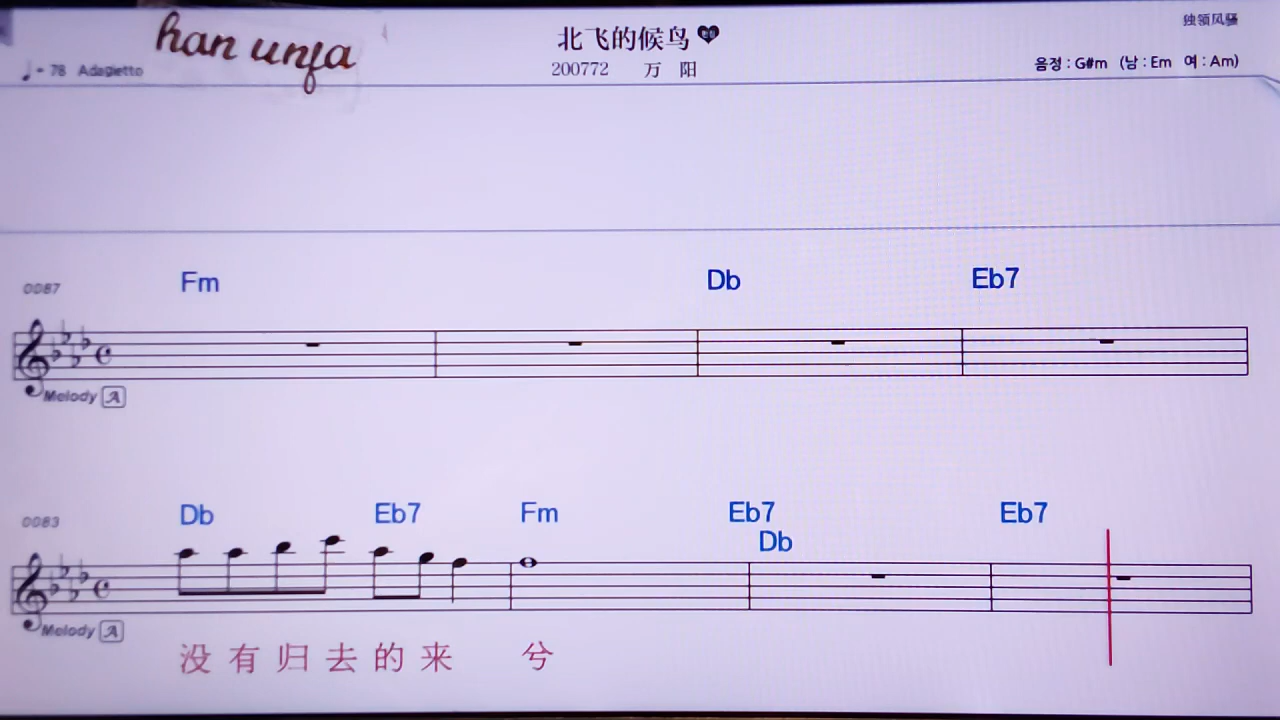 han unfa
北飞的候鸟
独领风骚
♩= 78 Adagietto
200772 万 阳
음정 : G#m (남 : Em 여 : Am)
0087
Fm Db Eb7
Melody A
0083
Db Eb7 Fm Eb7 Eb7
Db
Melody A
没 有 归 去 的 来 兮